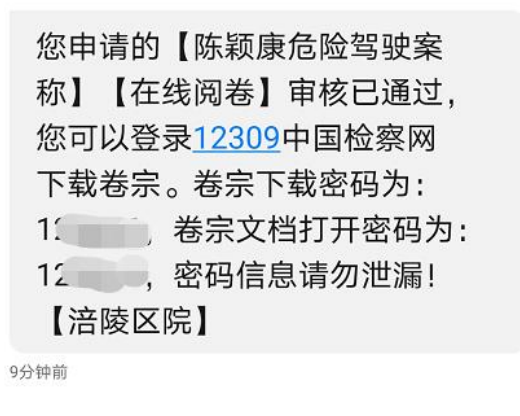 您申请的【陈颖康危险驾驶案
称】【在线阅卷】审核已通过，
您可以登录12309中国检察网
下载卷宗。卷宗下载密码为：
12，卷宗文档打开密码为：
12，密码信息请勿泄漏！
【涪陵区院】
9分钟前